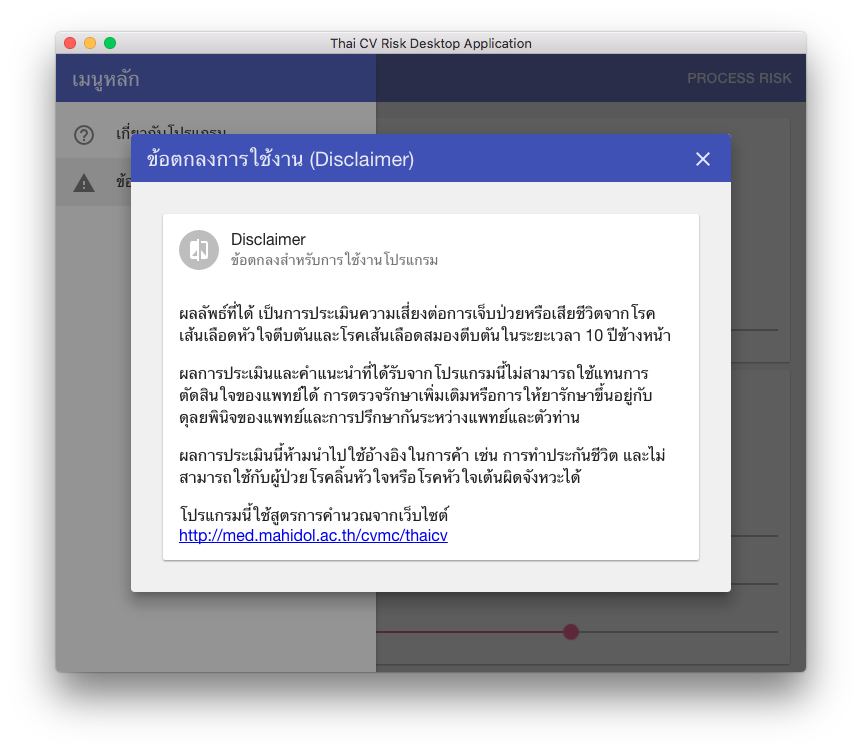 Thai CV Risk Desktop Application
เมนูหลัก
PROCESS RISK
เกี่ยวกับโปรแกรม
ข้อตกลงการใช้งาน (Disclaimer)
Disclaimer
ข้อตกลงสำหรับการใช้งานโปรแกรม
ผลลัพธ์ที่ได้ เป็นการประเมินความเสี่ยงต่อการเจ็บป่วยหรือเสียชีวิตจากโรค
เส้นเลือดหัวใจตีบตันและโรคเส้นเลือดสมองตีบตันในระยะเวลา 10 ปีข้างหน้า
ผลการประเมินและคำแนะนำที่ได้รับจากโปรแกรมนี้ไม่สามารถใช้แทนการ
ตัดสินใจของแพทย์ได้ การตรวจรักษาเพิ่มเติมหรือการให้ยารักษาขึ้นอยู่กับ
ดุลยพินิจของแพทย์และการปรึกษากันระหว่างแพทย์และตัวท่าน
ผลการประเมินนี้ห้ามนำไปใช้อ้างอิงในการค้า เช่น การทำประกันชีวิต และไม่
สามารถใช้กับผู้ป่วยโรคลิ้นหัวใจหรือโรคหัวใจเต้นผิดจังหวะได้
โปรแกรมนี้ใช้สูตรการคำนวณจากเว็บไซต์
http://med.mahidol.ac.th/cvmc/thaicv